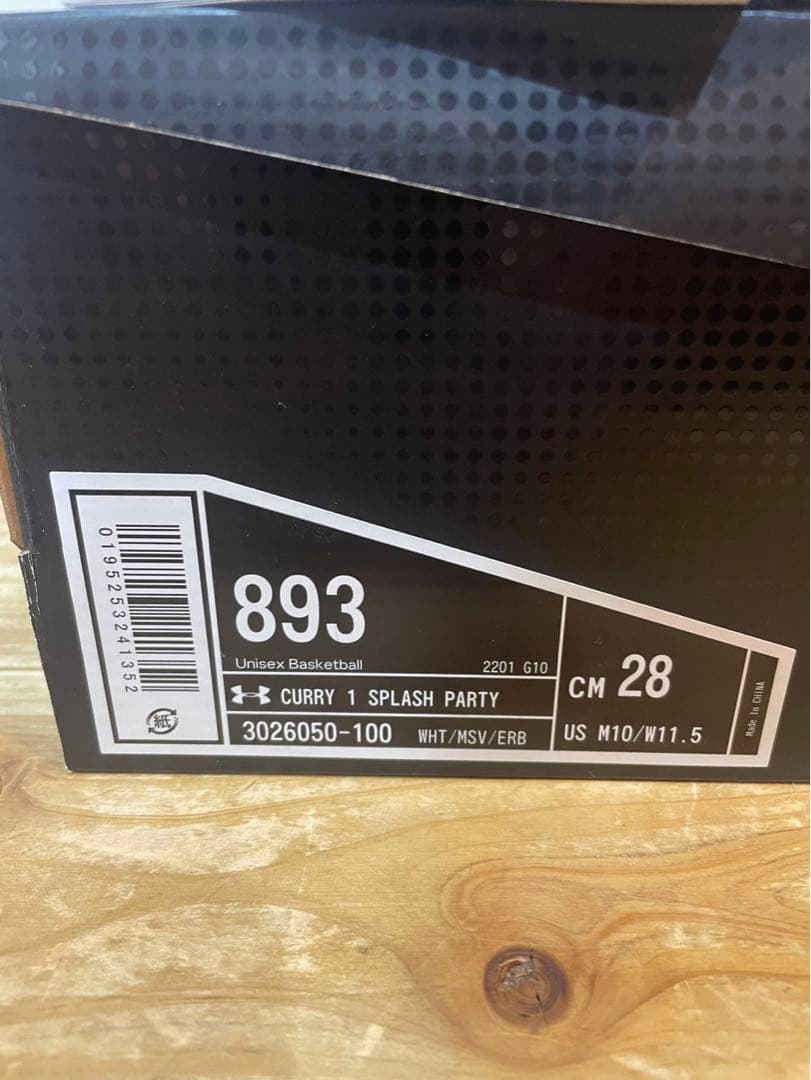 0195253241352
紙
893
Unisex Basketball
2201 G10
CURRY 1 SPLASH PARTY
3026050-100 WHT/MSV/ERB
CM 28
US M10/W11.5
Made In CHINA